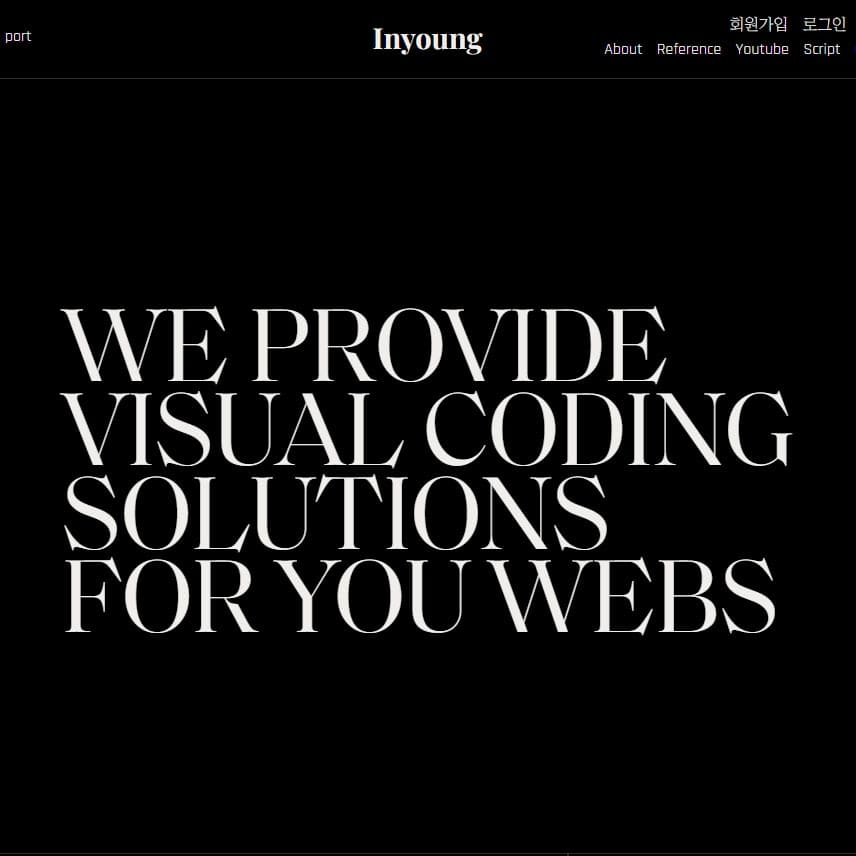 port
Inyoung
회원가입 로그인
About Reference Youtube Script
WE PROVIDE
VISUAL CODING
SOLUTIONS
FOR YOU WEBS